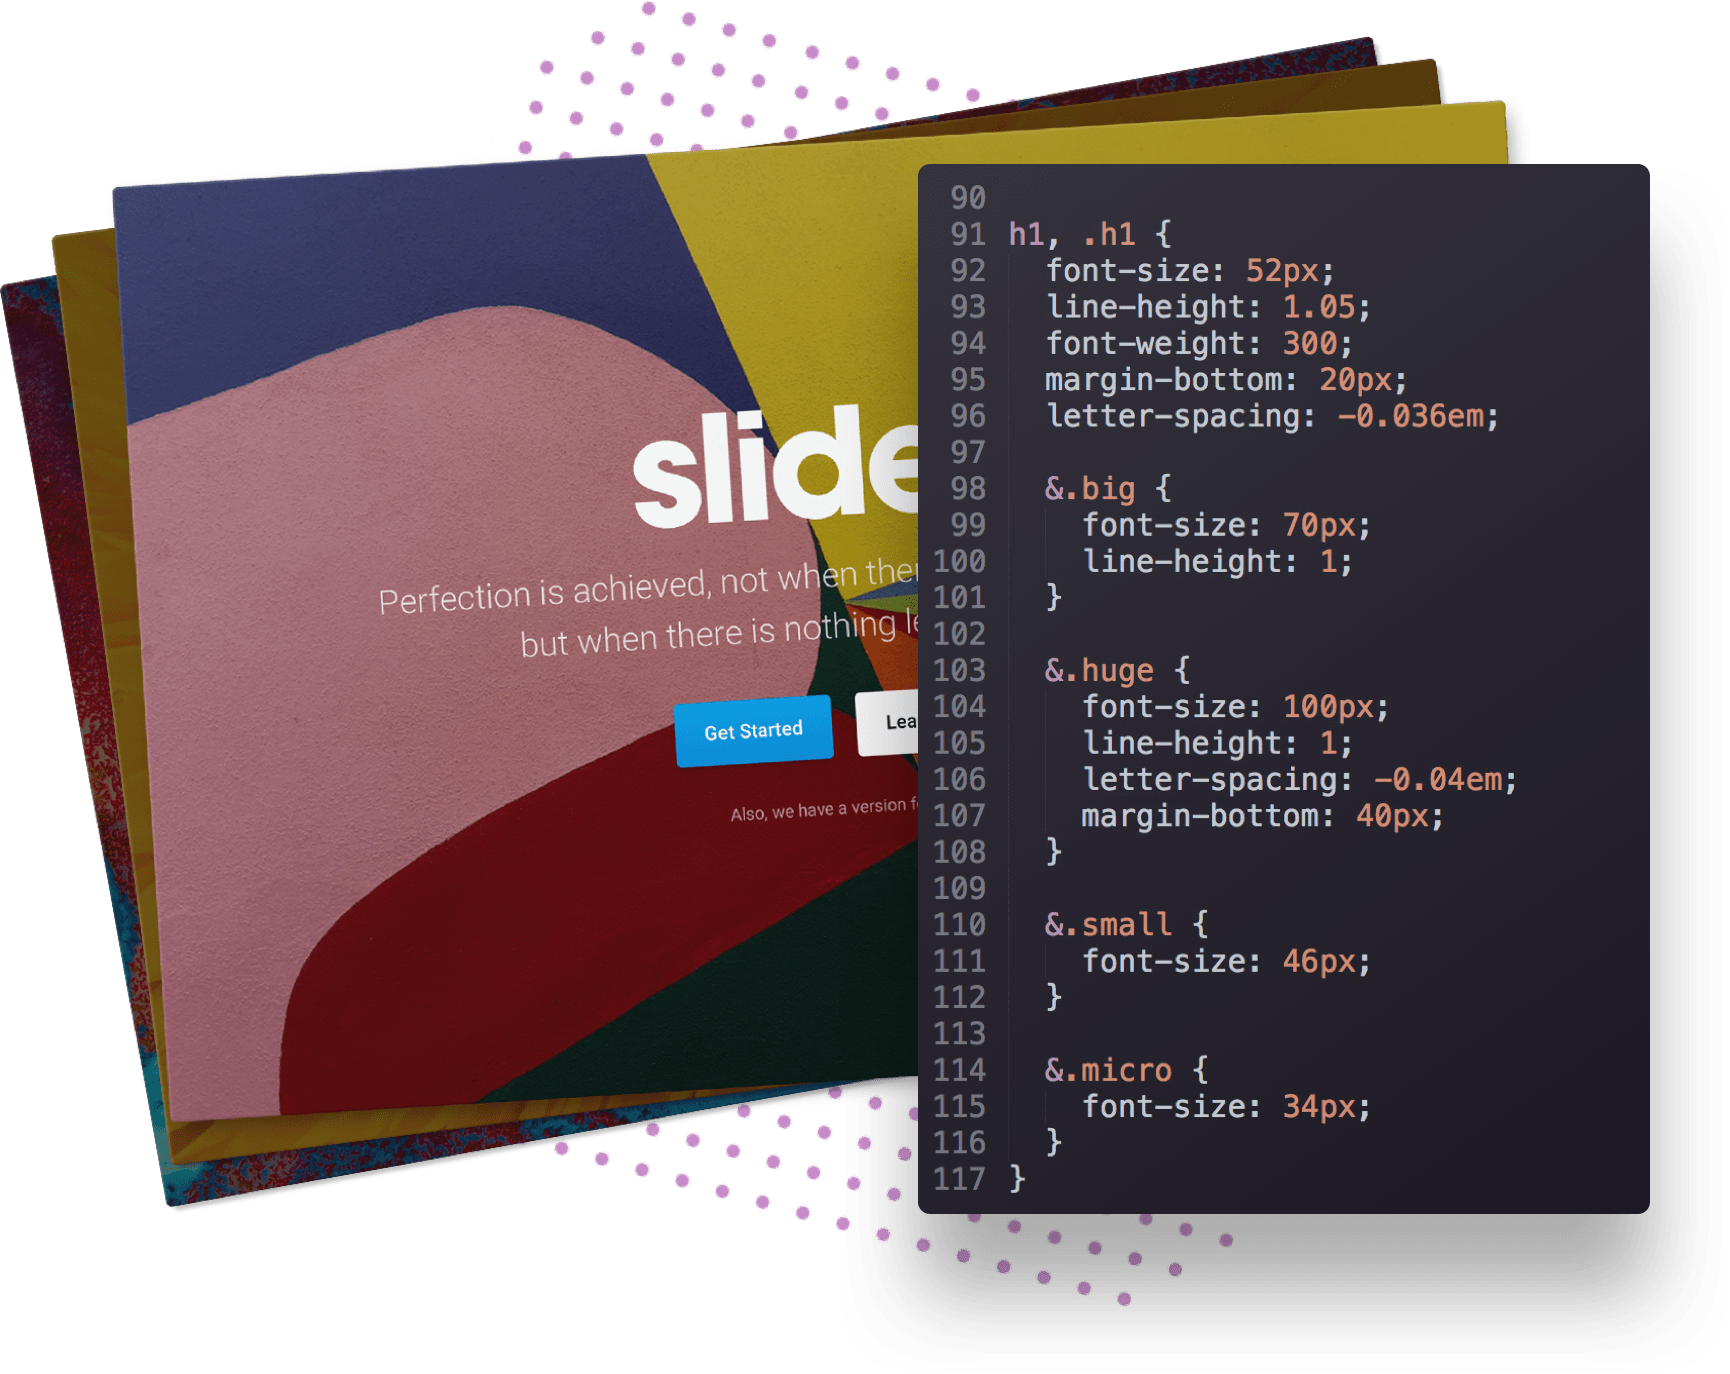 slide
Perfection is achieved, not when
but when there is nothing
Get Started
Also, we have a version
90
91 h1, .h1 {
92 font-size: 52px;
93 line-height: 1.05;
94 font-weight: 300;
95 margin-bottom: 20px;
96 letter-spacing: -0.036em;
97
98 &.big {
99 font-size: 70px;
100 line-height: 1;
101 }
102
103 &.huge {
104 font-size: 100px;
105 line-height: 1;
106 letter-spacing: -0.04em;
107 margin-bottom: 40px;
108 }
109
110 &.small {
111 font-size: 46px;
112 }
113
114 &.micro {
115 font-size: 34px;
116 }
117 }